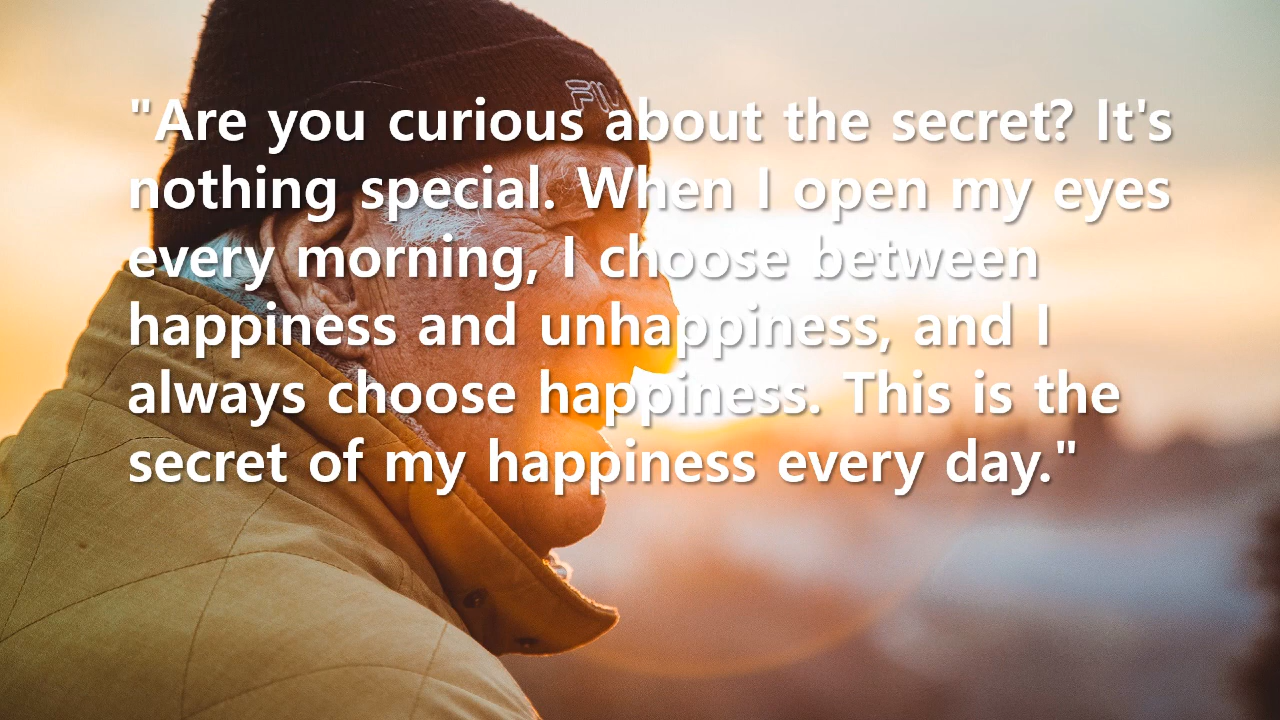 "Are you curious about the secret? It's
nothing special. When I open my eyes
every morning, I choose between
happiness and unhappiness, and I
always choose happiness. This is the
secret of my happiness every day."